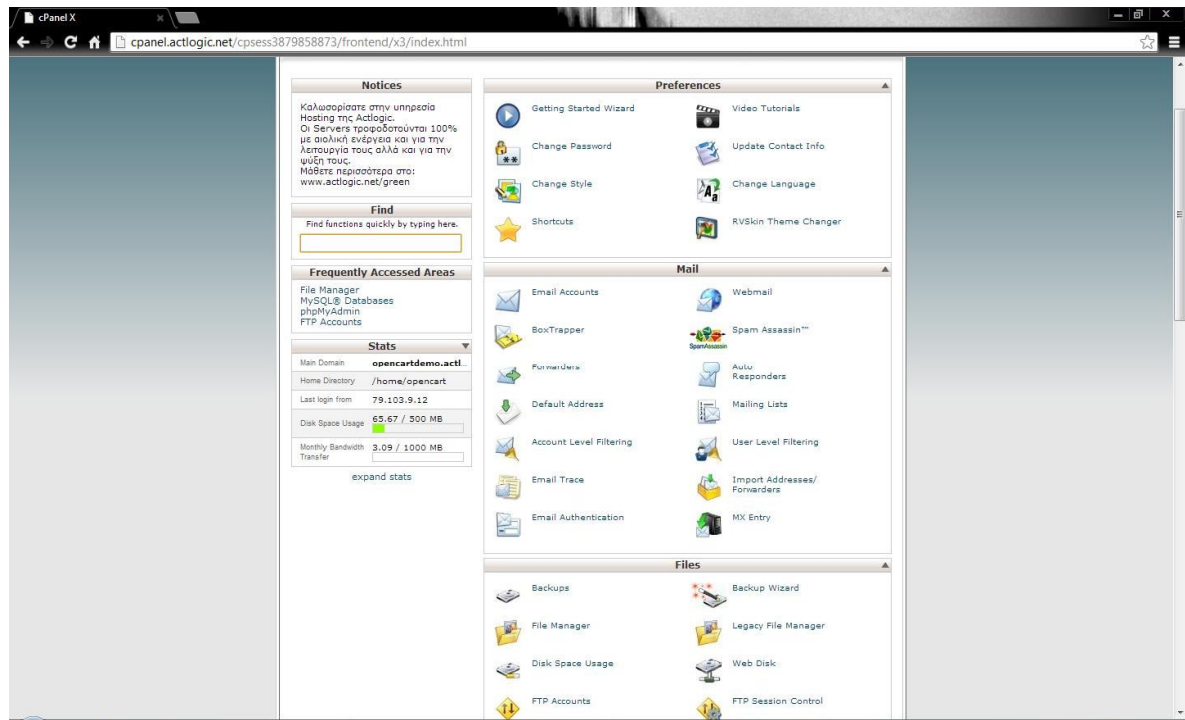 cPanel X
cpanel.actlogic.net/cpsess3879858873/frontend/x3/index.html
Notices
Καλωσορίσατε στην υπηρεσία
Hosting της Actlogic.
Οι Servers τροφοδοτούνται 100%
με αιολική ενέργεια και για την
λειτουργία τους αλλά και για την
ψύξη τους.
Μάθετε περισσότερα στο:
www.actlogic.net/green
Find
Find functions quickly by typing here.
Frequently Accessed Areas
File Manager
MySQL® Databases
phpMyAdmin
FTP Accounts
Stats
Main Domain opencartdemo.actl...
Home Directory /home/opencart
Last login from 79.103.9.12
Disk Space Usage 65.67 / 500 MB
Monthly Bandwidth Transfer 3.09 / 1000 MB
expand stats
Preferences
Getting Started Wizard Video Tutorials
Change Password Update Contact Info
Change Style Change Language
Shortcuts RVSkin Theme Changer
Mail
Email Accounts Webmail
BoxTrapper Spam Assassin™
SpamAssassin
Forwarders Auto Responders
Default Address Mailing Lists
Account Level Filtering User Level Filtering
Email Trace Import Addresses/ Forwarders
Email Authentication MX Entry
Files
Backups Backup Wizard
File Manager Legacy File Manager
Disk Space Usage Web Disk
FTP Accounts FTP Session Control